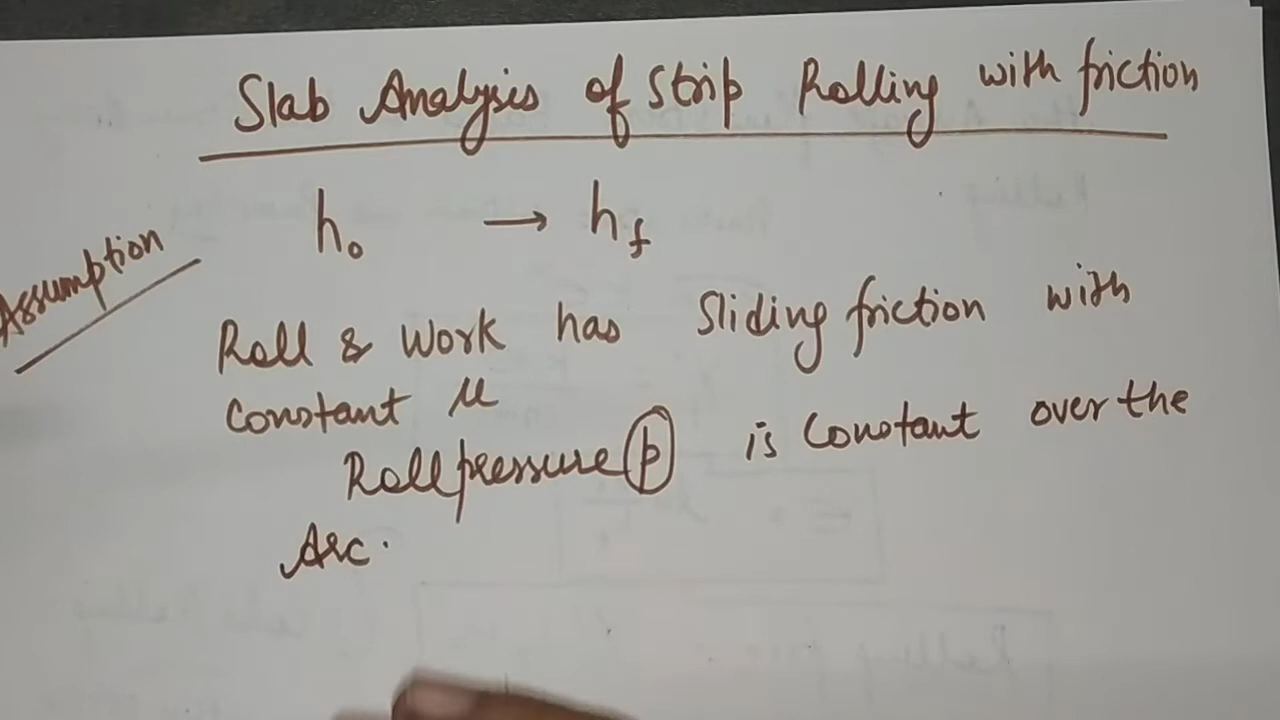 Slab Analysis of Strip Rolling with friction
h₀ → hf
Assumption
Roll & Work has Sliding friction with
Constant μ
Roll pressure p is Constant over the
Arc.